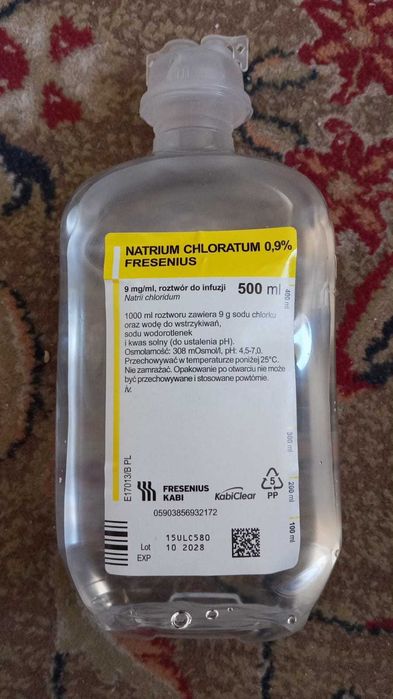 NATRIUM CHLORATUM 0,9%
FRESENIUS
9 mg/ml, roztwór do infuzji 500 ml
Natrii chloridum
1000 ml roztworu zawiera 9 g sodu chlorku
oraz wodę do wstrzykiwań,
sodu wodorotlenek
i kwas solny (do ustalenia pH).
Osmolarność: 308 mOsmol/l, pH: 4,5-7,0.
Przechowywać w temperaturze poniżej 25°C.
Nie zamrażać. Opakowanie po otwarciu nie może
być przechowywane i stosowane powtórnie.
iv.
400 ml
300 ml
200 ml
100 ml
E17013/B PL
FRESENIUS
KABI
KabiClear
5
PP
05903856932172
15ULC580
Lot 10 2028
EXP